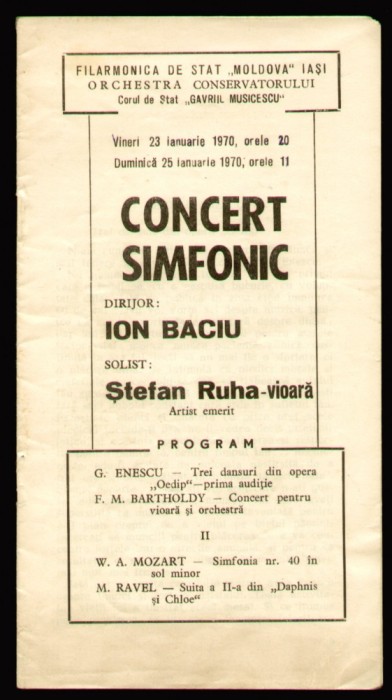 FILARMONICA DE STAT „MOLDOVA" IAȘI
ORCHESTRA CONSERVATORULUI
Corul de Stat „GAVRIIL MUSICESCU"
Vineri 23 ianuarie 1970, orele 20
Duminică 25 ianuarie 1970, orele 11
CONCERT
SIMFONIC
DIRIJOR:
ION BACIU
SOLIST:
Ștefan Ruha-vioară
Artist emerit
PROGRAM
G. ENESCU — Trei dansuri din opera
„Oedip"—prima audiție
F. M. BARTHOLDY — Concert pentru
vioară și orchestră
II
W. A. MOZART — Simfonia nr. 40 în
sol minor
M. RAVEL — Suita a II-a din „Daphnis
și Chloe"